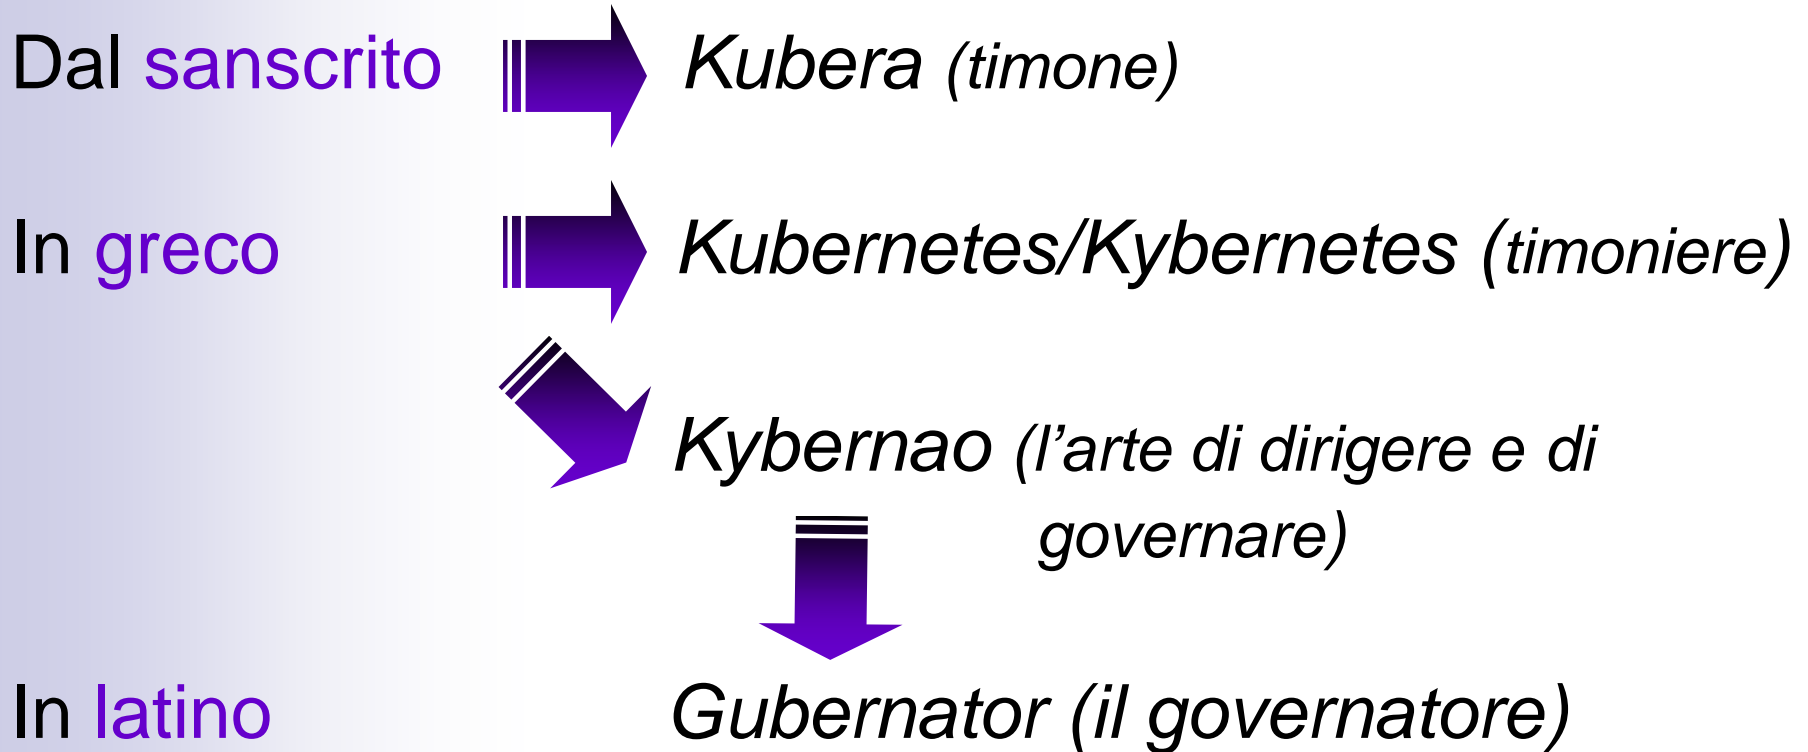 Dal sanscrito Kubera (timone)
In greco Kubernetes/Kybernetes (timoniere)
Kybernao (l’arte di dirigere e di
governare)
In latino Gubernator (il governatore)